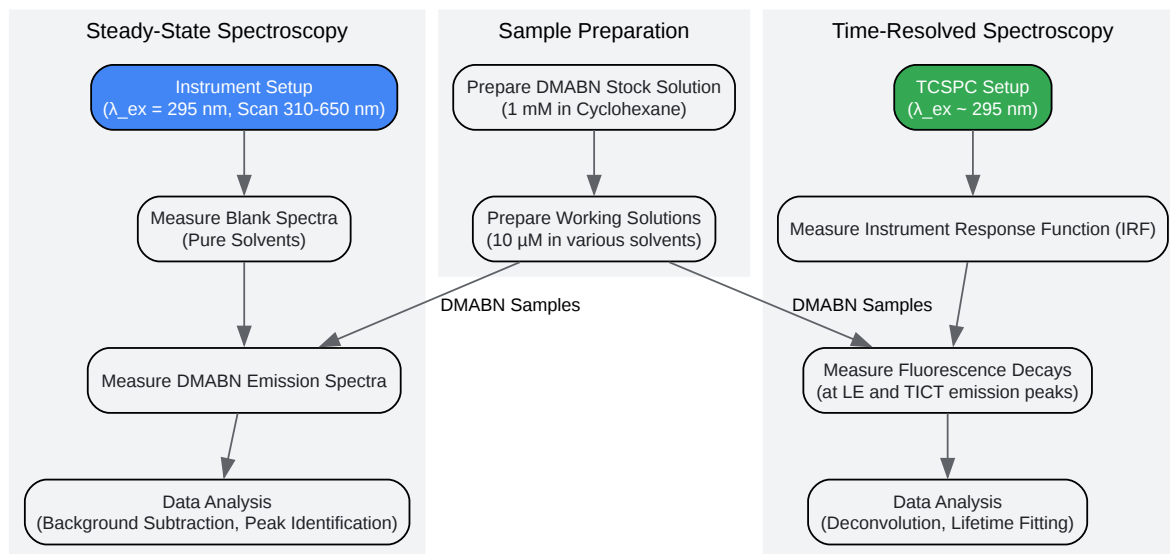 Steady-State Spectroscopy
Instrument Setup
(λ_ex = 295 nm, Scan 310-650 nm)
Measure Blank Spectra
(Pure Solvents)
Measure DMABN Emission Spectra
Data Analysis
(Background Subtraction, Peak Identification)
Sample Preparation
Prepare DMABN Stock Solution
(1 mM in Cyclohexane)
Prepare Working Solutions
(10 µM in various solvents)
DMABN Samples
DMABN Samples
Time-Resolved Spectroscopy
TCSPC Setup
(λ_ex ~ 295 nm)
Measure Instrument Response Function (IRF)
Measure Fluorescence Decays
(at LE and TICT emission peaks)
Data Analysis
(Deconvolution, Lifetime Fitting)